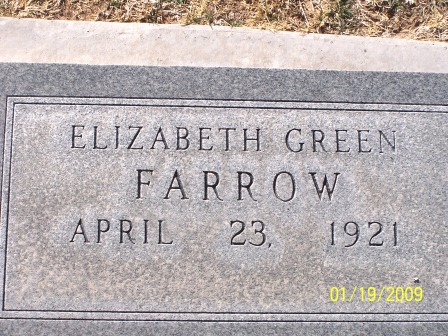 ELIZABETH GREEN
FARROW
APRIL 23, 1921
01/19/2009